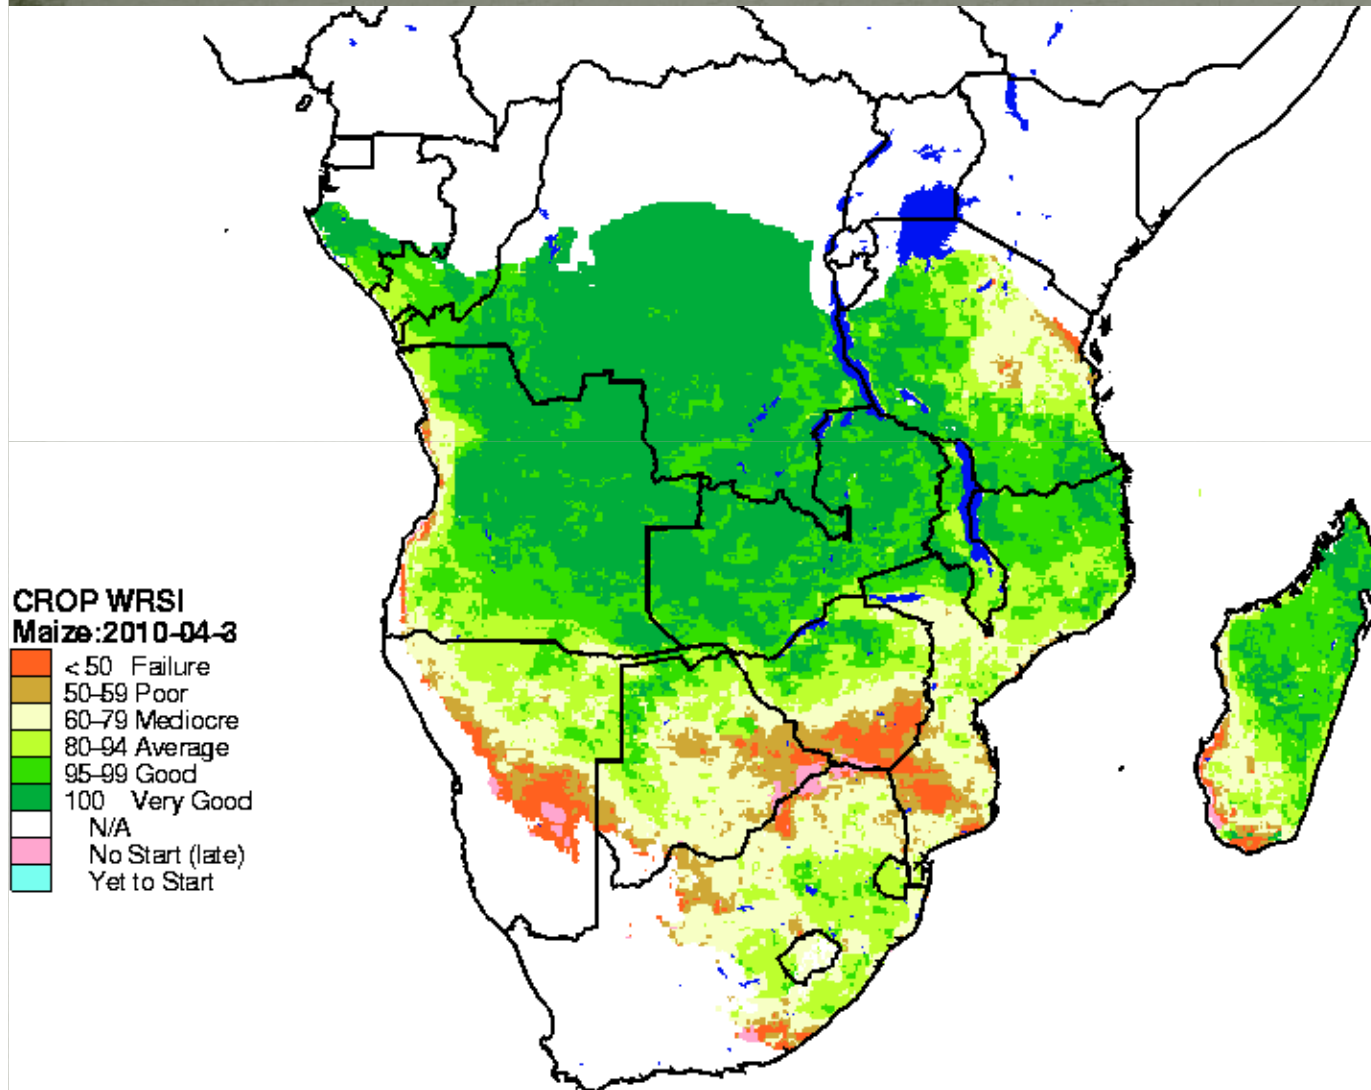 CROP WRSI
Maize:2010-04-3
<50 Failure
50-59 Poor
60-79 Mediocre
80-94 Average
95-99 Good
100 Very Good
N/A
No Start (late)
Yet to Start